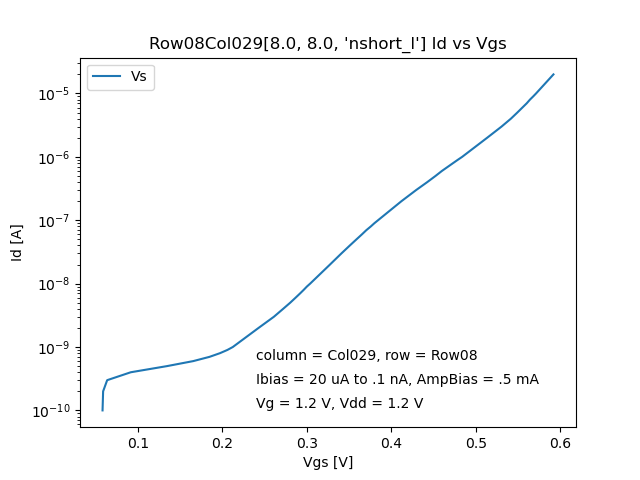 Row08Col029[8.0, 8.0, 'nshort_l'] Id vs Vgs
Vs
10⁻⁵
10⁻⁶
10⁻⁷
10⁻⁸
10⁻⁹
10⁻¹⁰
Id [A]
column = Col029, row = Row08
Ibias = 20 uA to .1 nA, AmpBias = .5 mA
Vg = 1.2 V, Vdd = 1.2 V
0.1 0.2 0.3 0.4 0.5 0.6
Vgs [V]